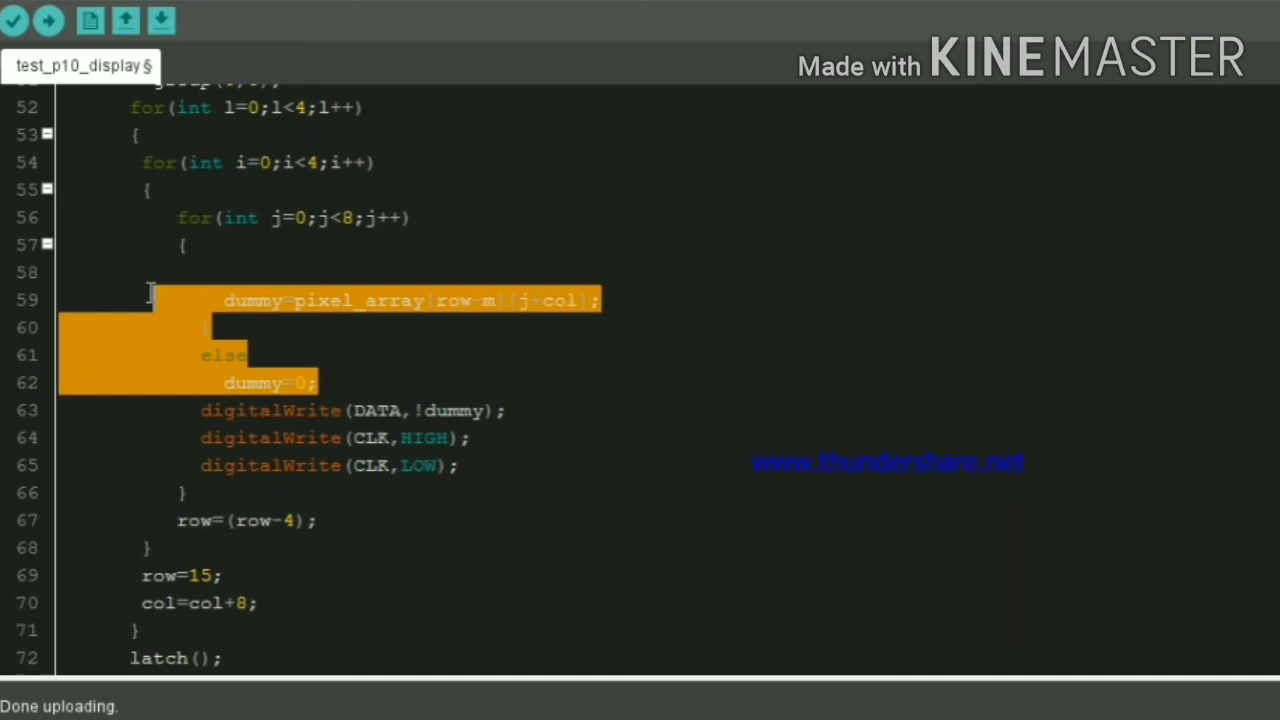 Made with KINEMASTER
test_p10_display§
52 for(int l=0;l<4;l++)
53 {
54 for(int i=0;i<4;i++)
55 {
56 for(int j=0;j<8;j++)
57 {
58
59 dummy=pixel_array[row-m][j+col];
60 }
61 else
62 dummy=0;
63 digitalWrite(DATA,!dummy);
64 digitalWrite(CLK,HIGH);
65 digitalWrite(CLK,LOW);
66 }
67 row=(row-4);
68 }
69 row=15;
70 col=col+8;
71 }
72 latch();
www.thundershare.net
Done uploading.